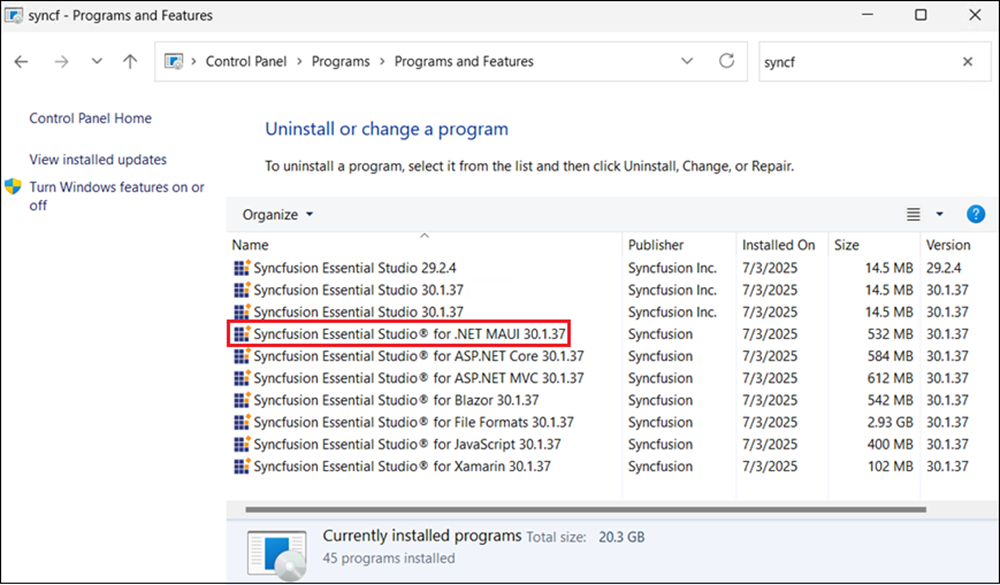 syncf - Programs and Features
Control Panel > Programs > Programs and Features
syncf
Control Panel Home
View installed updates
Turn Windows features on or
off
Uninstall or change a program
To uninstall a program, select it from the list and then click Uninstall, Change, or Repair.
Organize
?
Name Publisher Installed On Size Version
Syncfusion Essential Studio 29.2.4 Syncfusion Inc. 7/3/2025 14.5 MB 29.2.4
Syncfusion Essential Studio 30.1.37 Syncfusion Inc. 7/3/2025 14.5 MB 30.1.37
Syncfusion Essential Studio 30.1.37 Syncfusion Inc. 7/3/2025 14.5 MB 30.1.37
Syncfusion Essential Studio® for .NET MAUI 30.1.37 Syncfusion 7/3/2025 532 MB 30.1.37
Syncfusion Essential Studio® for ASP.NET Core 30.1.37 Syncfusion 7/3/2025 584 MB 30.1.37
Syncfusion Essential Studio® for ASP.NET MVC 30.1.37 Syncfusion 7/3/2025 612 MB 30.1.37
Syncfusion Essential Studio® for Blazor 30.1.37 Syncfusion 7/3/2025 542 MB 30.1.37
Syncfusion Essential Studio® for File Formats 30.1.37 Syncfusion 7/3/2025 2.93 GB 30.1.37
Syncfusion Essential Studio® for JavaScript 30.1.37 Syncfusion 7/3/2025 400 MB 30.1.37
Syncfusion Essential Studio® for Xamarin 30.1.37 Syncfusion 7/3/2025 102 MB 30.1.37
Currently installed programs Total size: 20.3 GB
45 programs installed